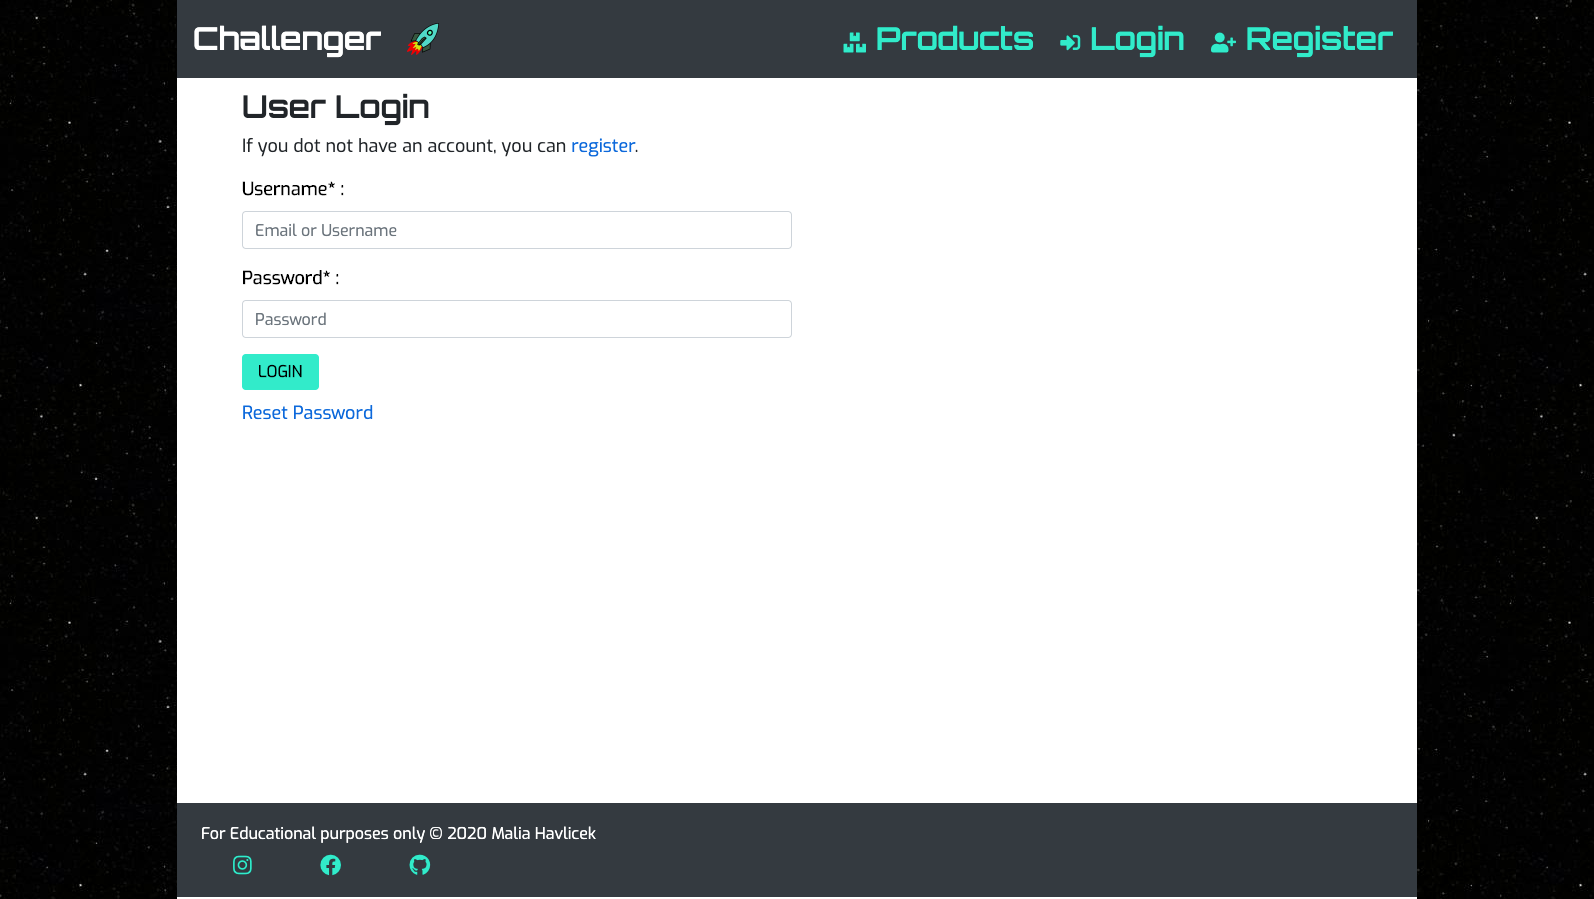 Challenger
Products Login Register
User Login
If you dot not have an account, you can register.
Username* :
Email or Username
Password* :
Password
LOGIN
Reset Password
For Educational purposes only © 2020 Malia Havlicek